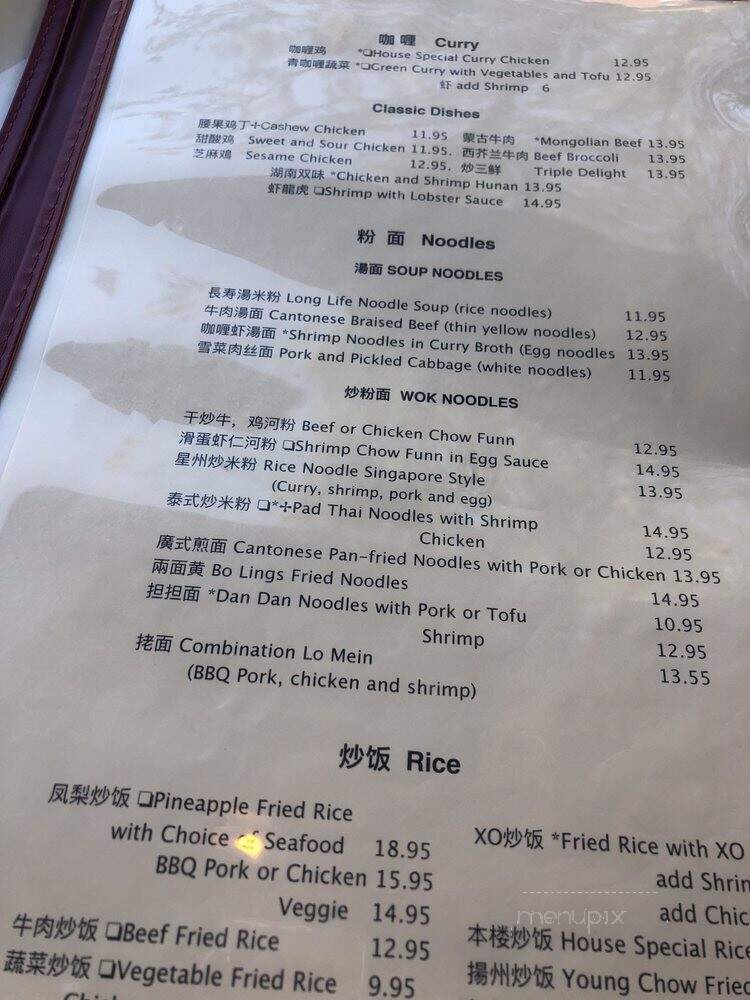 咖 喱 Curry
咖喱鸡 *❑House Special Curry Chicken 12.95
青咖喱蔬菜 *❑Green Curry with Vegetables and Tofu 12.95
虾 add Shrimp 6
Classic Dishes
腰果鸡丁✢Cashew Chicken 11.95 蒙古牛肉 *Mongolian Beef 13.95
甜酸鸡 Sweet and Sour Chicken 11.95. 西芥兰牛肉 Beef Broccoli 13.95
芝麻鳮 Sesame Chicken 12.95. 炒三鲜 Triple Delight 13.95
湖南双味 *Chicken and Shrimp Hunan 13.95
虾龍虎 ❑Shrimp with Lobster Sauce 14.95
粉 面 Noodles
湯面 SOUP NOODLES
長寿湯米粉 Long Life Noodle Soup (rice noodles) 11.95
牛肉湯面 Cantonese Braised Beef (thin yellow noodles) 12.95
咖喱虾湯面 *Shrimp Noodles in Curry Broth (Egg noodles 13.95
雪菜肉丝面 Pork and Pickled Cabbage (white noodles) 11.95
炒粉面 WOK NOODLES
干炒牛，鸡河粉 Beef or Chicken Chow Funn 12.95
滑蛋虾仁河粉 ❑Shrimp Chow Funn in Egg Sauce 14.95
星州炒米粉 Rice Noodle Singapore Style 13.95
(Curry, shrimp, pork and egg)
泰式炒米粉 ❑*✢Pad Thai Noodles with Shrimp 14.95
Chicken 12.95
廣式煎面 Cantonese Pan-fried Noodles with Pork or Chicken 13.95
兩面黄 Bo Lings Fried Noodles 14.95
担担面 *Dan Dan Noodles with Pork or Tofu 10.95
Shrimp 12.95
拷面 Combination Lo Mein 13.55
(BBQ Pork, chicken and shrimp)
炒饭 Rice
凤梨炒饭 ❑Pineapple Fried Rice
with Choice of Seafood 18.95
BBQ Pork or Chicken 15.95
Veggie 14.95
牛肉炒饭 ❑Beef Fried Rice 12.95
蔬菜炒饭 ❑Vegetable Fried Rice 9.95
XO炒饭 *Fried Rice with XO
add Shrim
add Chic
本楼炒饭 House Special Rice
揚州炒饭 Young Chow Fried
menupix